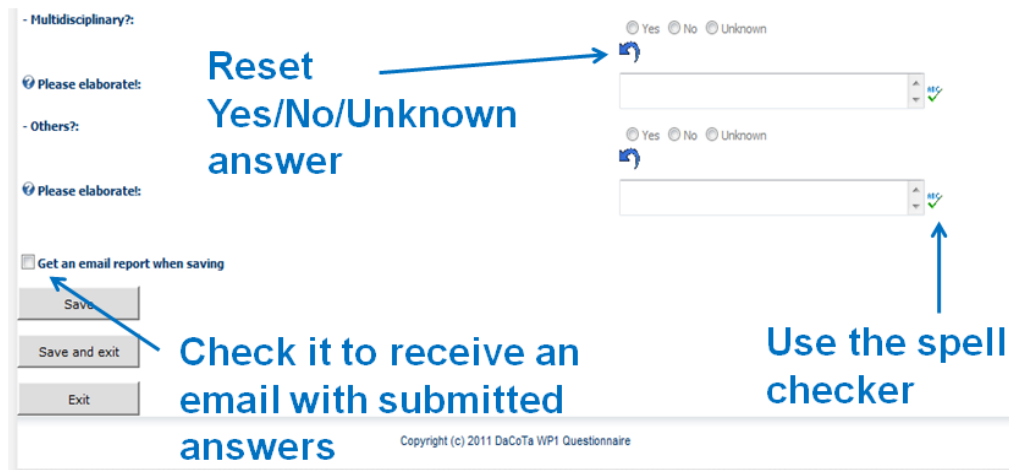 - Multidisciplinary?:
Yes No Unknown
Reset
Yes/No/Unknown
answer
Please elaborate!:
ABC
- Others?:
Yes No Unknown
Please elaborate!:
ABC
Get an email report when saving
Save
Save and exit
Exit
Check it to receive an
email with submitted
answers
Use the spell
checker
Copyright (c) 2011 DaCoTa WP1 Questionnaire